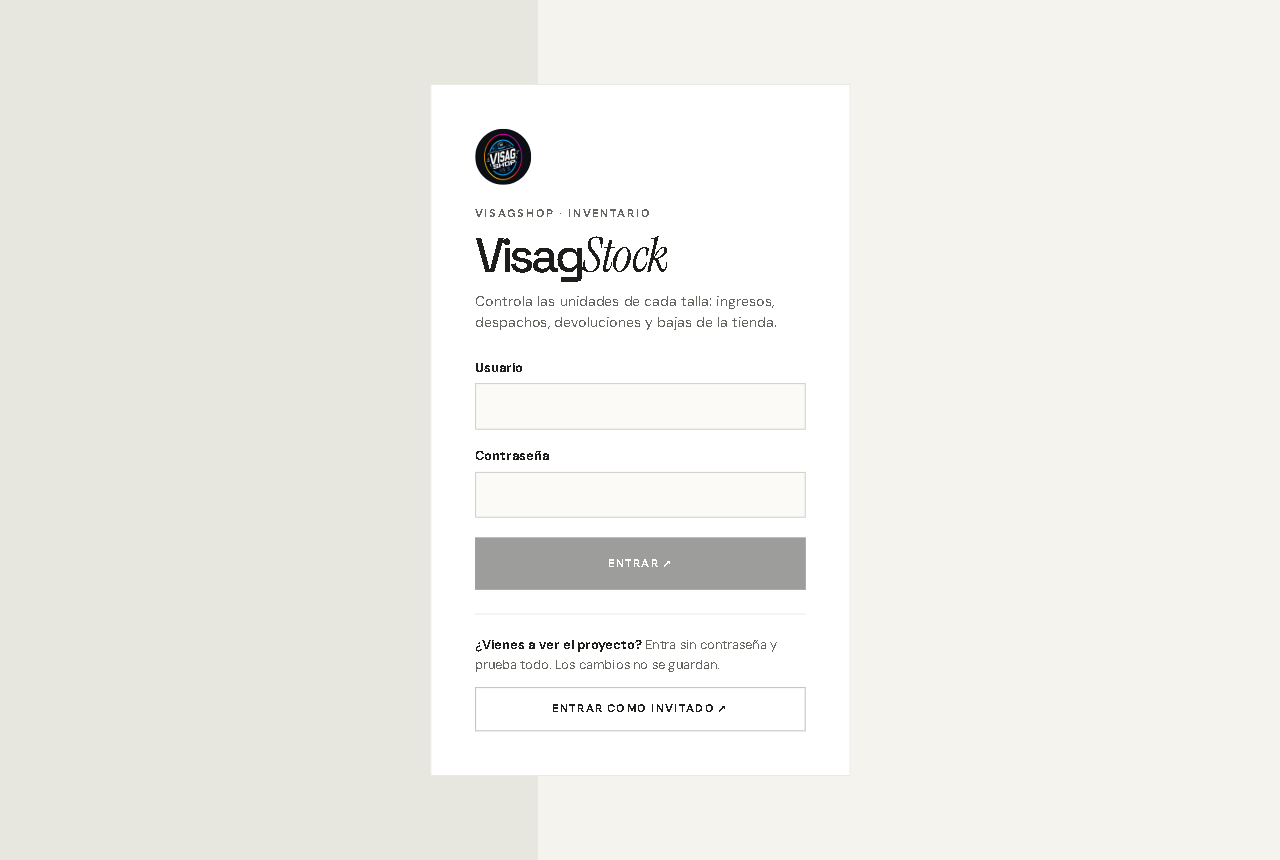 VISAG
SHOP
VISAGSHOP · INVENTARIO
VisagStock
Controla las unidades de cada talla: ingresos,
despachos, devoluciones y bajas de la tienda.
Usuario
Contraseña
ENTRAR ↗
¿Vienes a ver el proyecto? Entra sin contraseña y
prueba todo. Los cambios no se guardan.
ENTRAR COMO INVITADO ↗